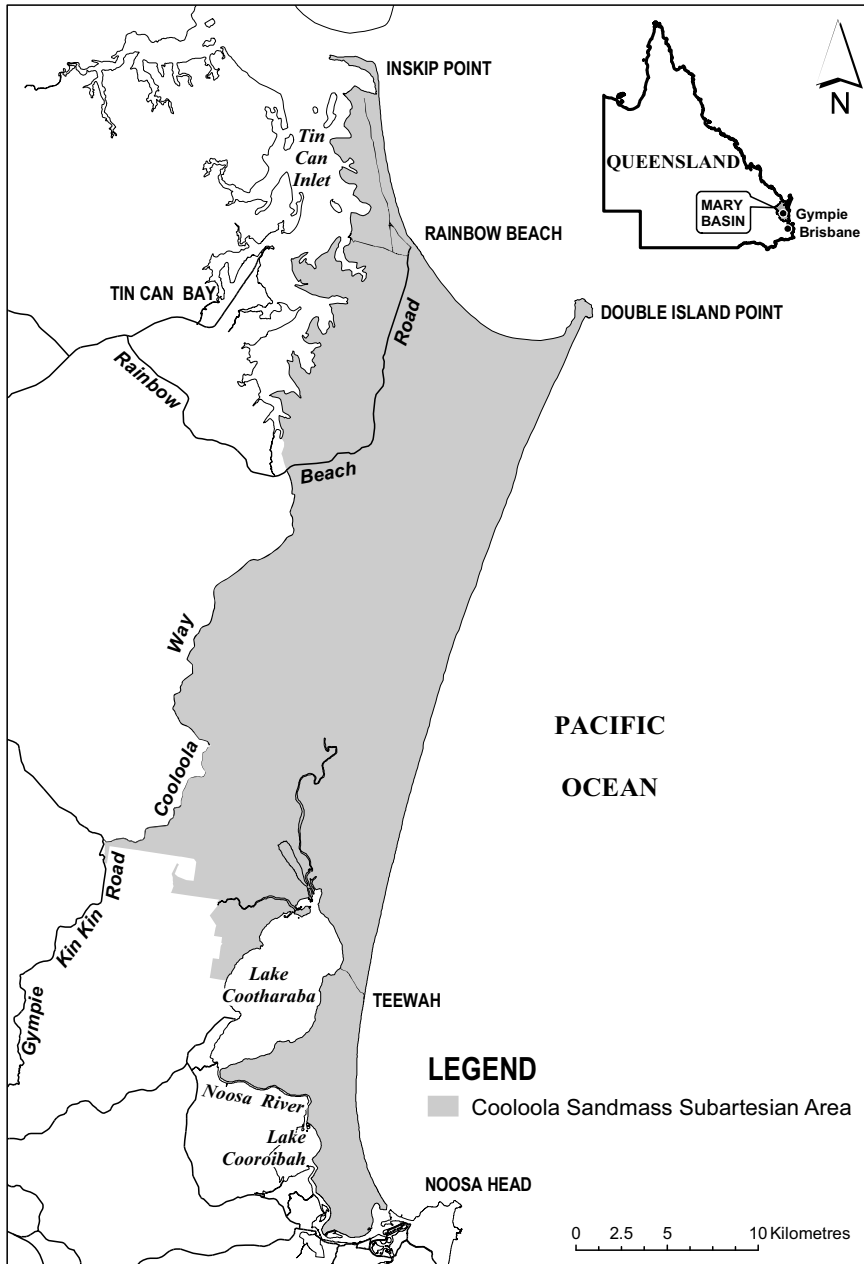 INSKIP POINT
Tin
Can
Inlet
QUEENSLAND
N
MARY
BASIN
Gympie
Brisbane
RAINBOW BEACH
TIN CAN BAY
DOUBLE ISLAND POINT
Road
Rainbow
Beach
Way
Cooloola
PACIFIC
OCEAN
Road
Kin Kin
Gympie
Lake
Cootharaba
TEEWAH
LEGEND
Cooloola Sandmass Subartesian Area
Noosa River
Lake
Cooroibah
NOOSA HEAD
0 2.5 5 10 Kilometres